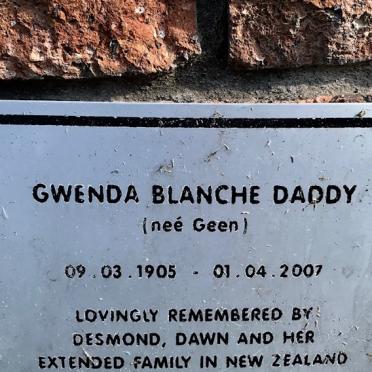 GWENDA BLANCHE DADDY
(neé Geen)
09.03.1905 - 01.04.2007
LOVINGLY REMEMBERED BY
DESMOND, DAWN AND HER
EXTENDED FAMILY IN NEW ZEALAND